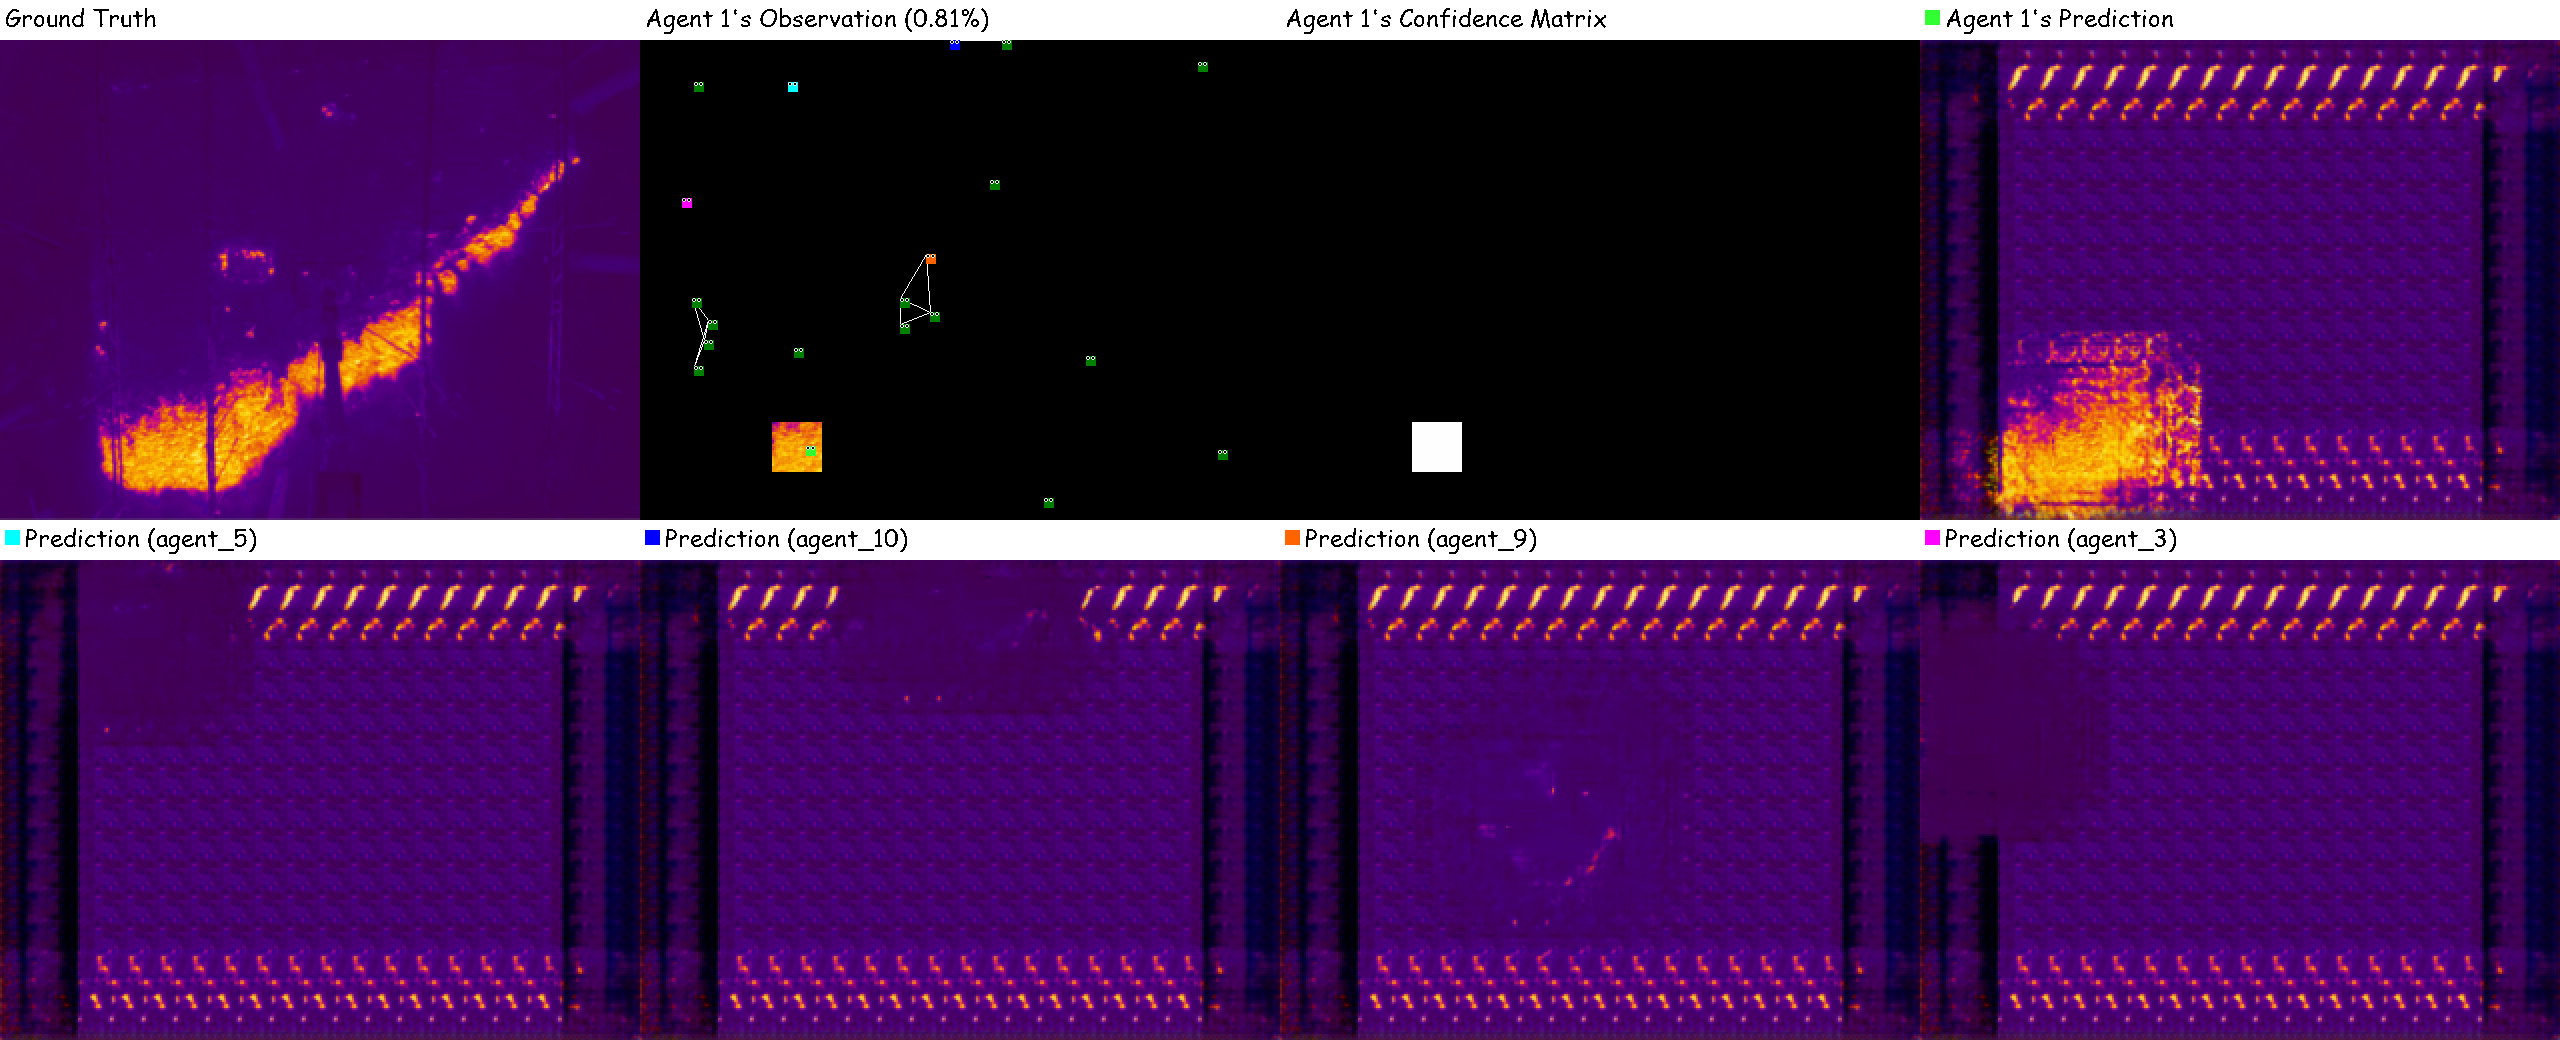 Ground Truth
Agent 1's Observation (0.81%)
Agent 1's Confidence Matrix
Agent 1's Prediction
Prediction (agent_5)
Prediction (agent_10)
Prediction (agent_9)
Prediction (agent_3)